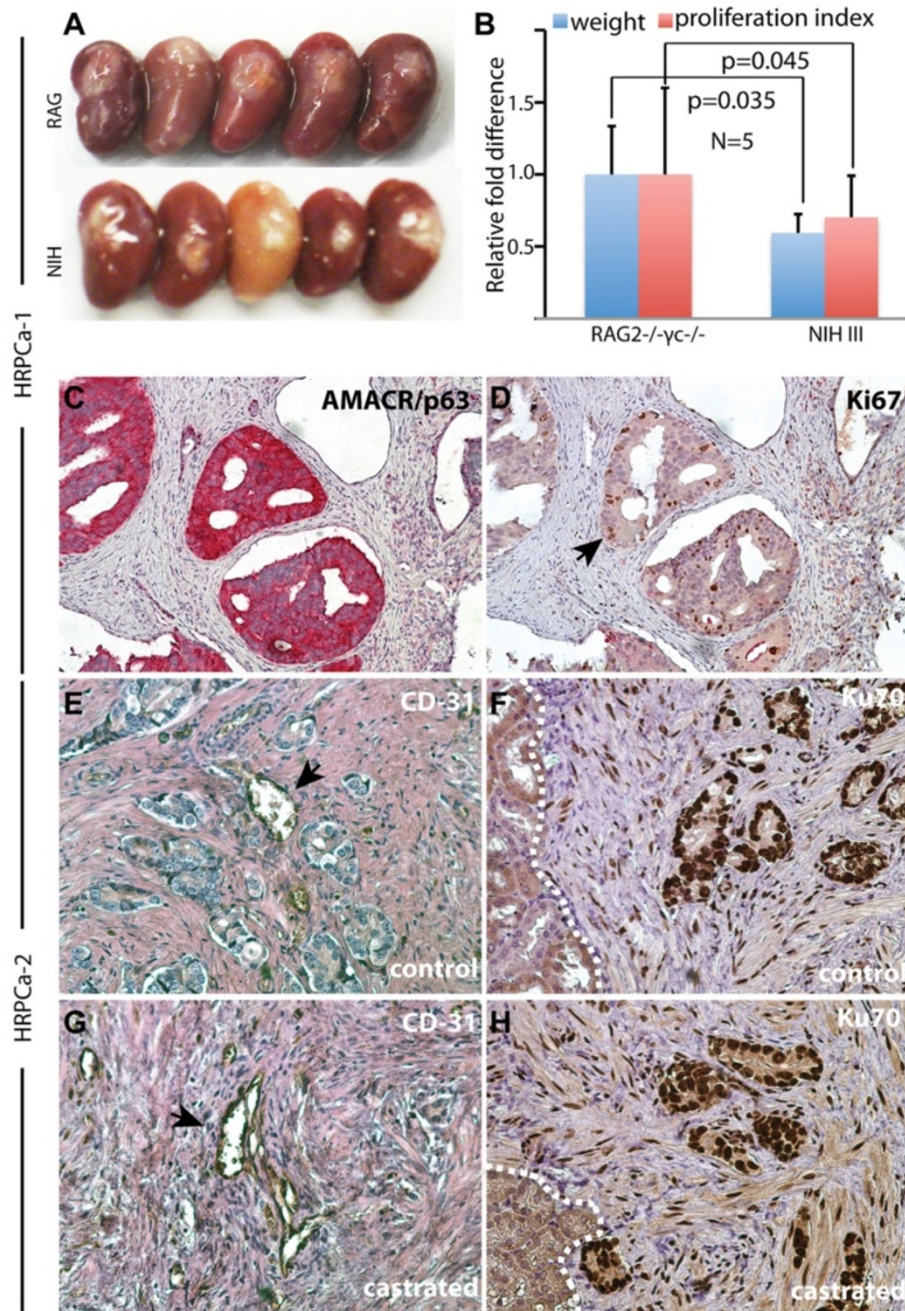 A
RAG
NIH
B
weight
proliferation index
Relative fold difference
1.5
1.0
0.5
p=0.045
p=0.035
N=5
RAG2-/-γc-/-
NIH III
HRPCa-1
C
AMACR/p63
D
Ki67
HRPCa-2
E
CD-31
control
F
Ku70
control
G
CD-31
castrated
H
Ku70
castrated